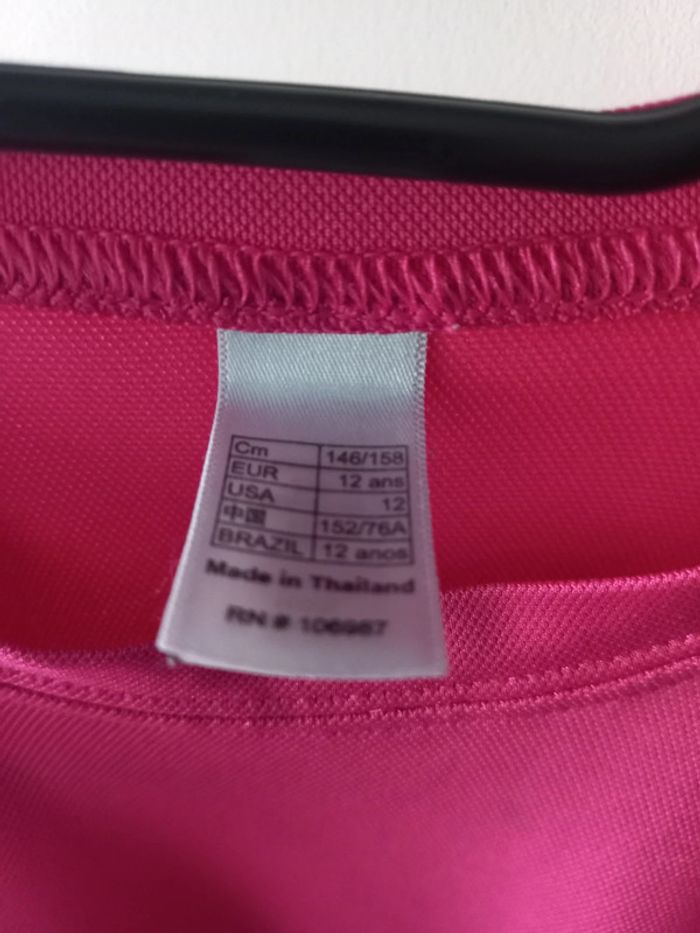 Cm 146/158
EUR 12 ans
USA 12
中国 152/76A
BRAZIL 12 anos
Made in Thailand
RN # 106987